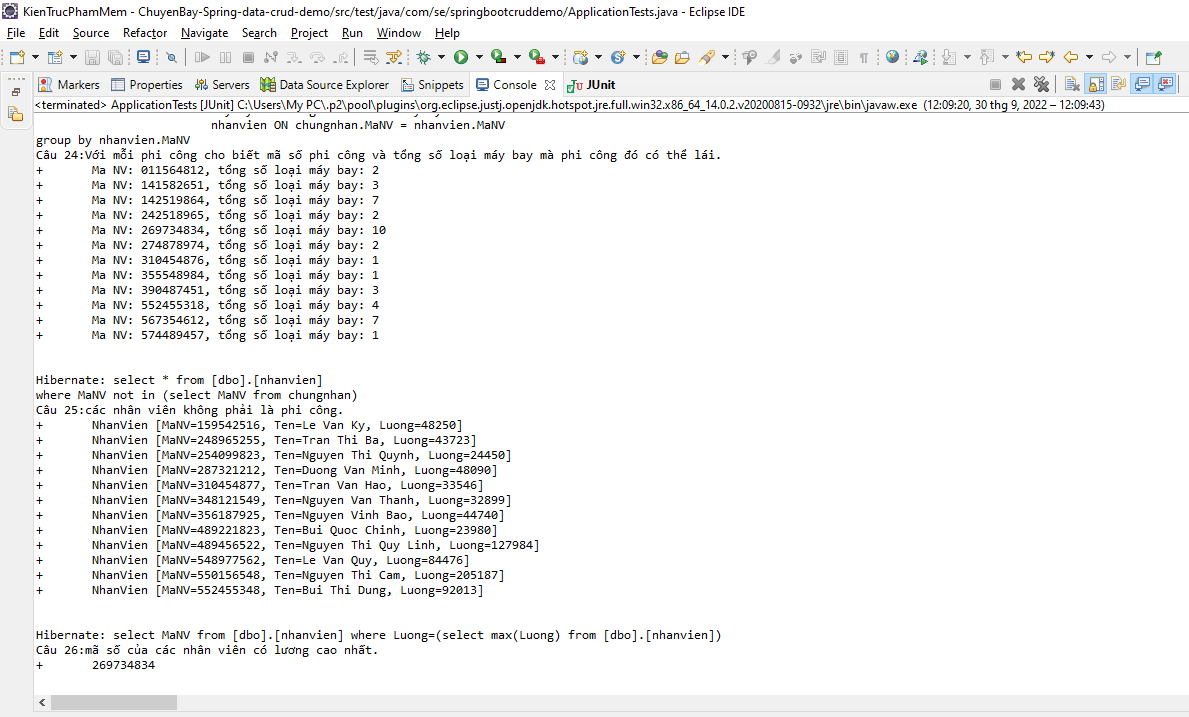 KienTrucPhamMem - ChuyenBay-Spring-data-crud-demo/src/test/java/com/se/springbootcruddemo/ApplicationTests.java - Eclipse IDE
File Edit Source Refactor Navigate Search Project Run Window Help
Markers Properties Servers Data Source Explorer Snippets Console JUnit
<terminated> ApplicationTests [JUnit] C:\Users\My PC\.p2\pool\plugins\org.eclipse.justj.openjdk.hotspot.jre.full.win32.x86_64_14.0.2.v20200815-0932\jre\bin\javaw.exe (12:09:20, 30 thg 9, 2022 – 12:09:43)
nhanvien ON chungnhan.MaNV = nhanvien.MaNV
group by nhanvien.MaNV
Câu 24:Với mỗi phi công cho biết mã số phi công và tổng số loại máy bay mà phi công đó có thể lái.
+ Ma NV: 011564812, tổng số loại máy bay: 2
+ Ma NV: 141582651, tổng số loại máy bay: 3
+ Ma NV: 142519864, tổng số loại máy bay: 7
+ Ma NV: 242518965, tổng số loại máy bay: 2
+ Ma NV: 269734834, tổng số loại máy bay: 10
+ Ma NV: 274878974, tổng số loại máy bay: 2
+ Ma NV: 310454876, tổng số loại máy bay: 1
+ Ma NV: 355548984, tổng số loại máy bay: 1
+ Ma NV: 390487451, tổng số loại máy bay: 3
+ Ma NV: 552455318, tổng số loại máy bay: 4
+ Ma NV: 567354612, tổng số loại máy bay: 7
+ Ma NV: 574489457, tổng số loại máy bay: 1
Hibernate: select * from [dbo].[nhanvien]
where MaNV not in (select MaNV from chungnhan)
Câu 25:các nhân viên không phải là phi công.
+ NhanVien [MaNV=159542516, Ten=Le Van Ky, Luong=48250]
+ NhanVien [MaNV=248965255, Ten=Tran Thi Ba, Luong=43723]
+ NhanVien [MaNV=254099823, Ten=Nguyen Thi Quynh, Luong=24450]
+ NhanVien [MaNV=287321212, Ten=Duong Van Minh, Luong=48090]
+ NhanVien [MaNV=310454877, Ten=Tran Van Hao, Luong=33546]
+ NhanVien [MaNV=348121549, Ten=Nguyen Van Thanh, Luong=32899]
+ NhanVien [MaNV=356187925, Ten=Nguyen Vinh Bao, Luong=44740]
+ NhanVien [MaNV=489221823, Ten=Bui Quoc Chinh, Luong=23980]
+ NhanVien [MaNV=489456522, Ten=Nguyen Thi Quy Linh, Luong=127984]
+ NhanVien [MaNV=548977562, Ten=Le Van Quy, Luong=84476]
+ NhanVien [MaNV=550156548, Ten=Nguyen Thi Cam, Luong=205187]
+ NhanVien [MaNV=552455348, Ten=Bui Thi Dung, Luong=92013]
Hibernate: select MaNV from [dbo].[nhanvien] where Luong=(select max(Luong) from [dbo].[nhanvien])
Câu 26:mã số của các nhân viên có lương cao nhất.
+ 269734834